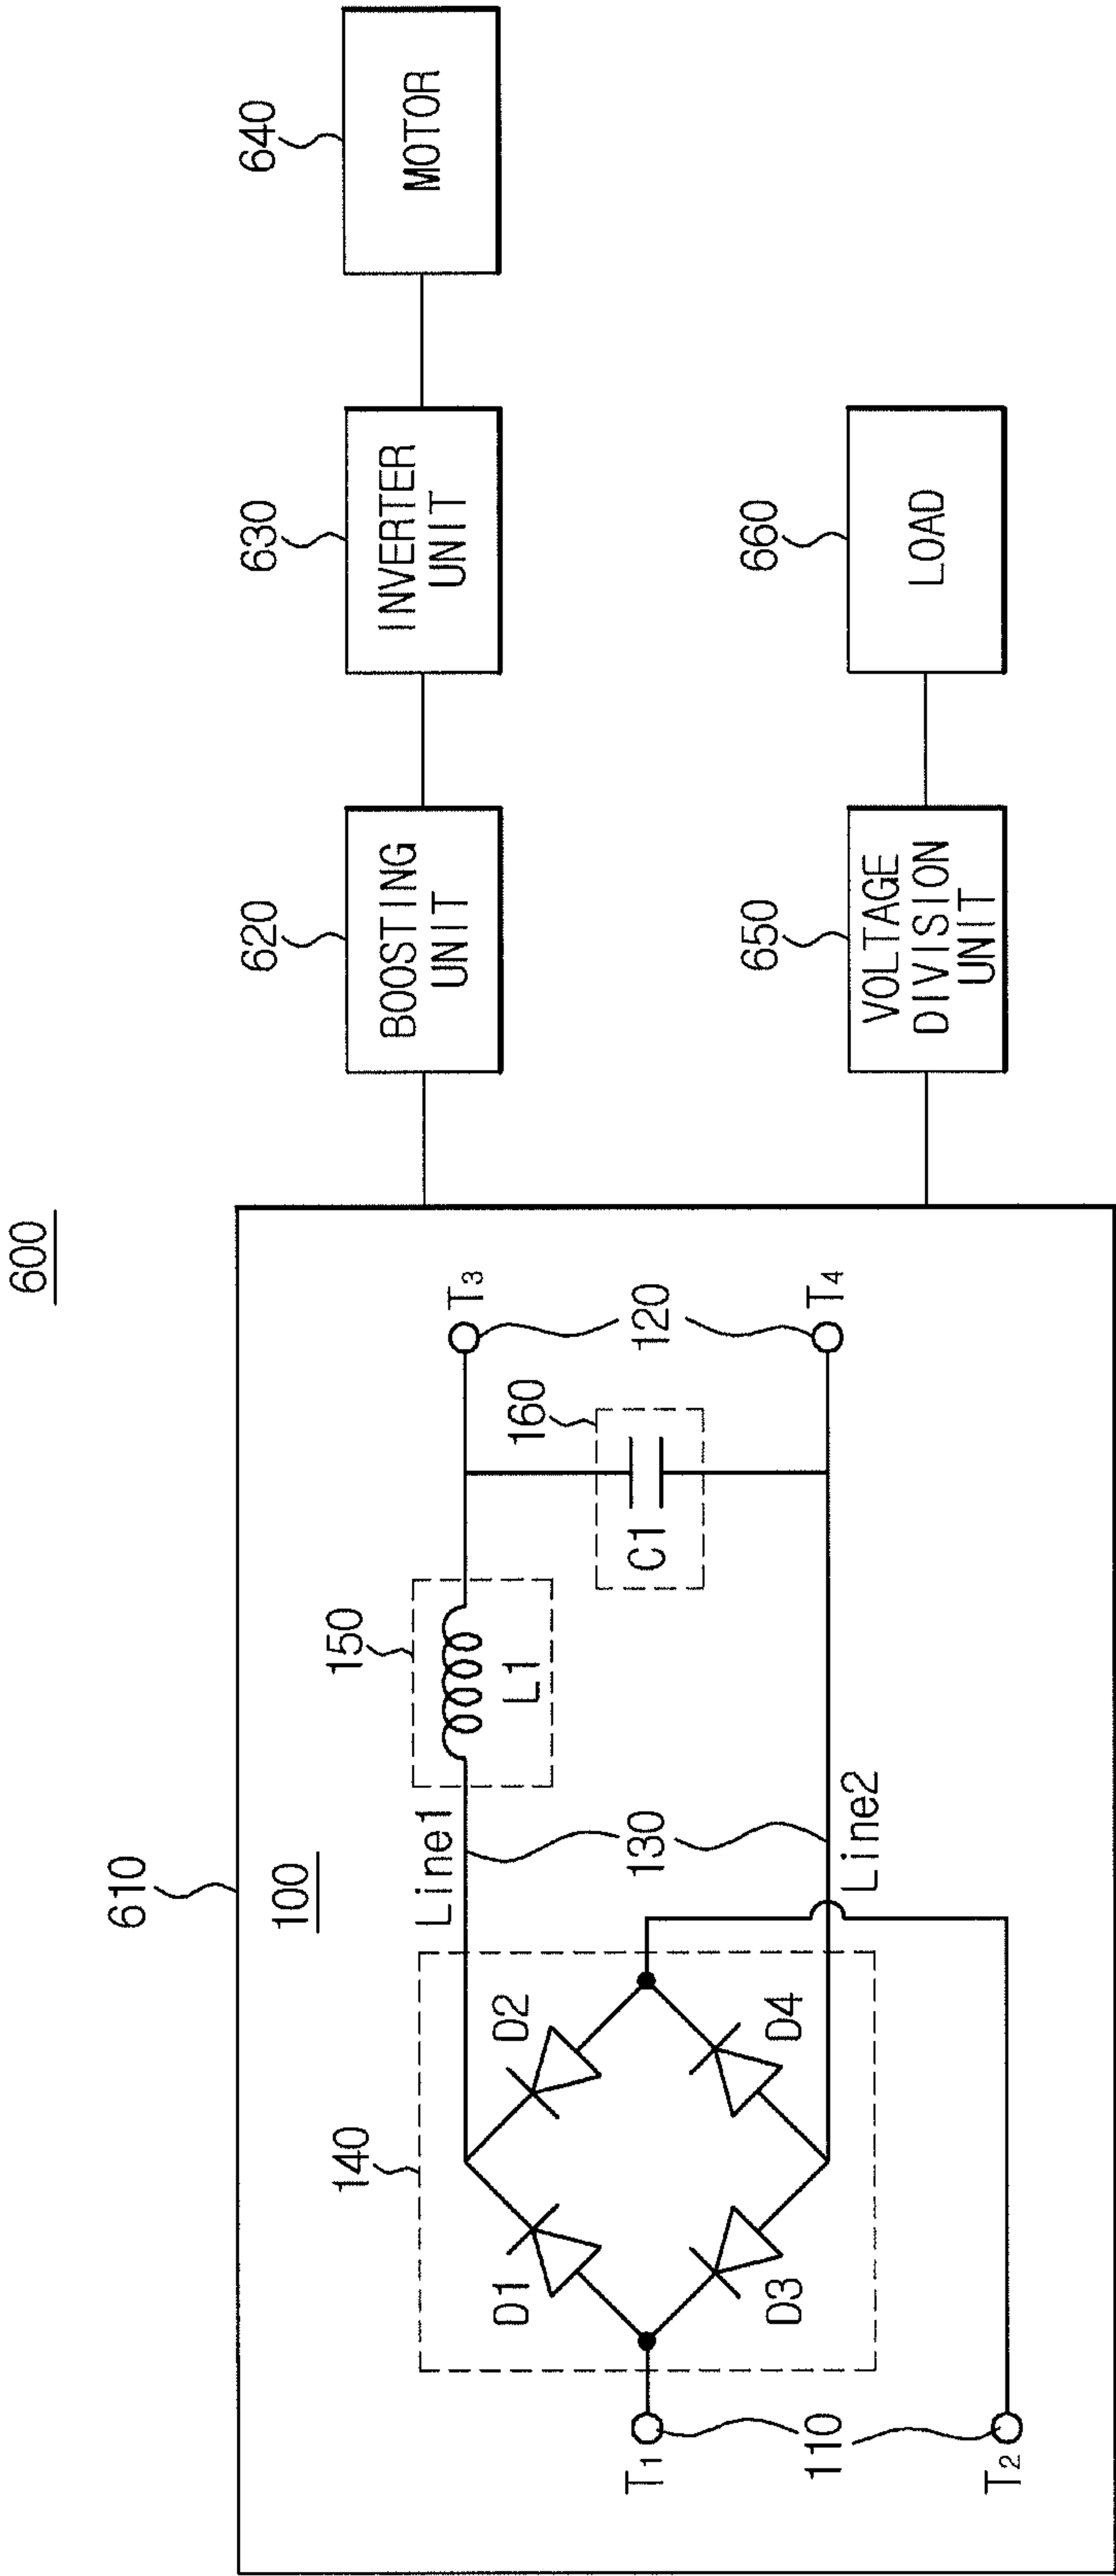 600
610
100
140
D1
D2
D3
D4
T1
T2
110
Line1
Line2
130
150
L1
160
C1
T3
T4
120
620
BOOSTING
UNIT
630
INVERTER
UNIT
640
MOTOR
650
VOLTAGE
DIVISION
UNIT
660
LOAD